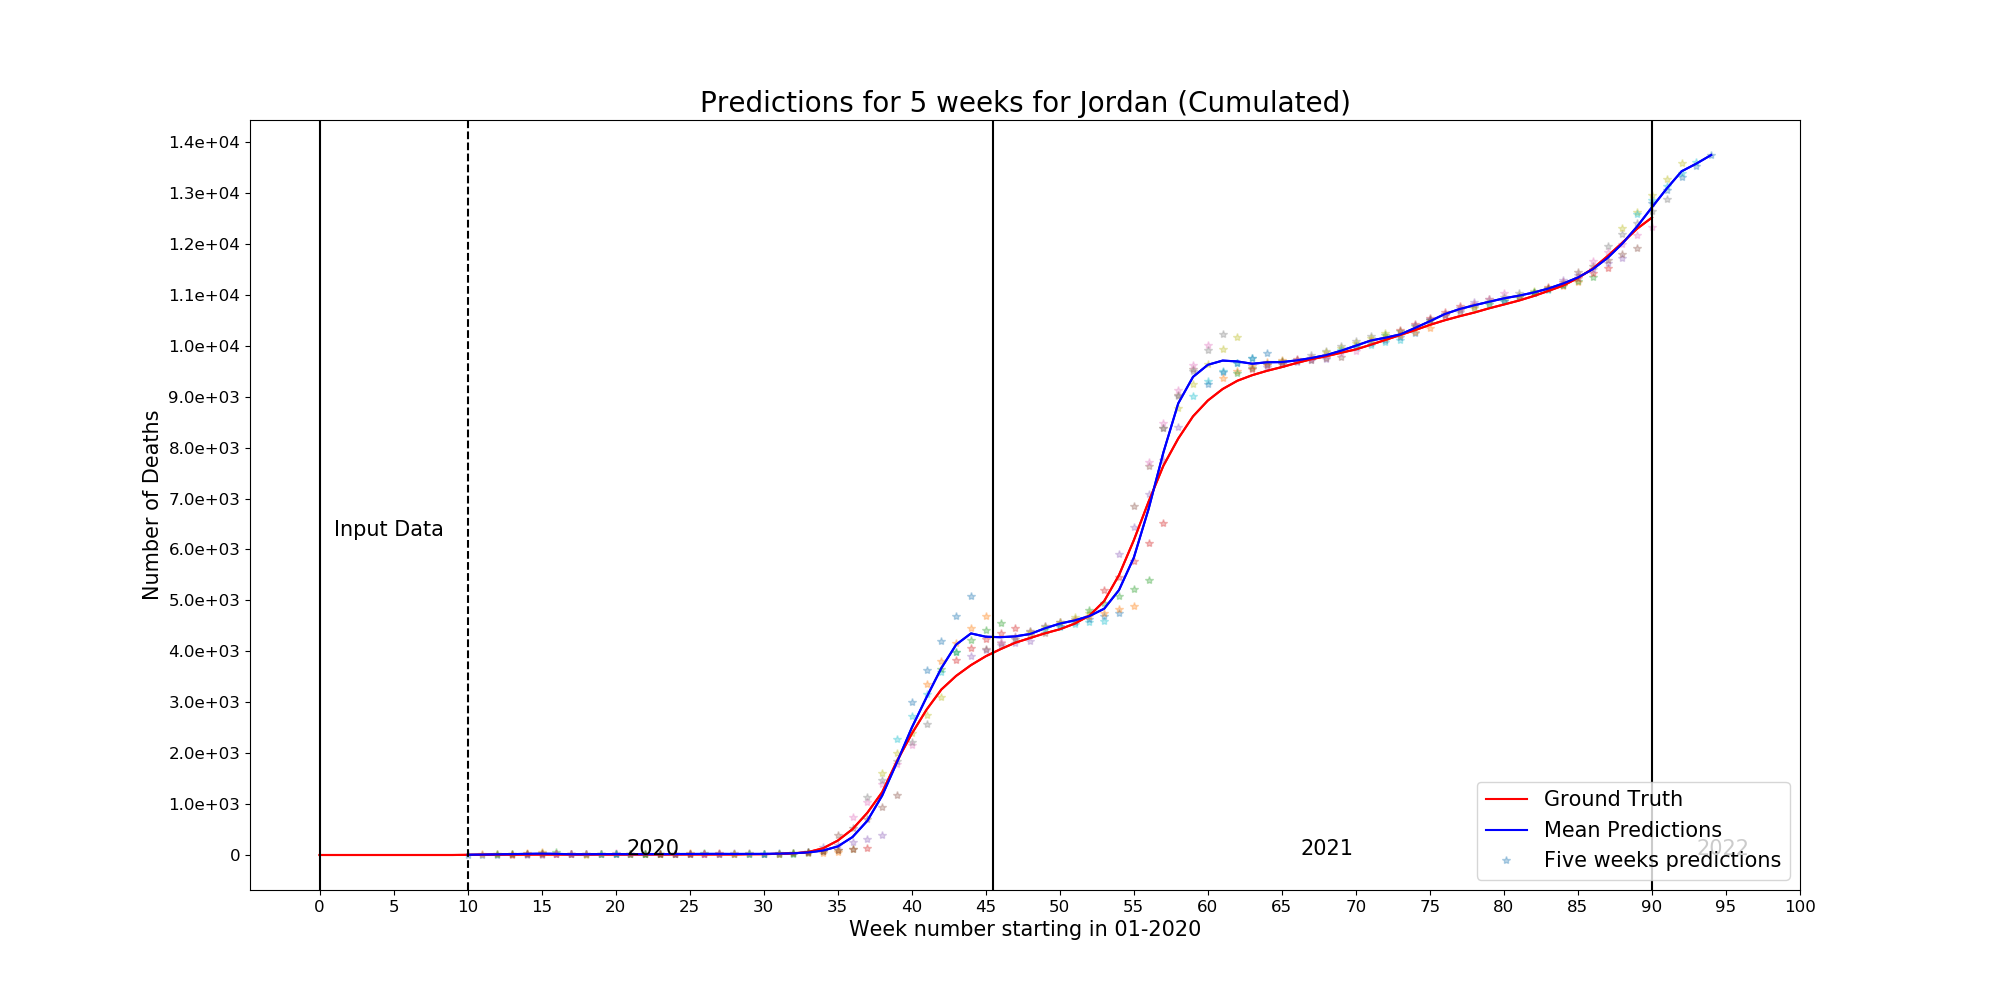 Predictions for 5 weeks for Jordan (Cumulated)
1.4e+04
1.3e+04
1.2e+04
1.1e+04
1.0e+04
9.0e+03
8.0e+03
7.0e+03
6.0e+03
5.0e+03
4.0e+03
3.0e+03
2.0e+03
1.0e+03
0
Number of Deaths
Input Data
2020
2021
2022
Ground Truth
Mean Predictions
Five weeks predictions
0 5 10 15 20 25 30 35 40 45 50 55 60 65 70 75 80 85 90 95 100
Week number starting in 01-2020